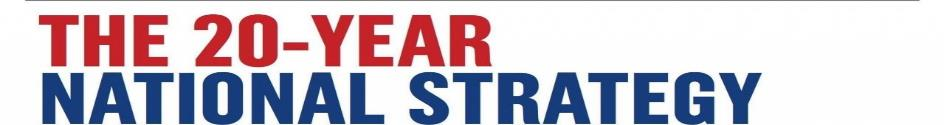 THE 20-YEAR
NATIONAL STRATEGY